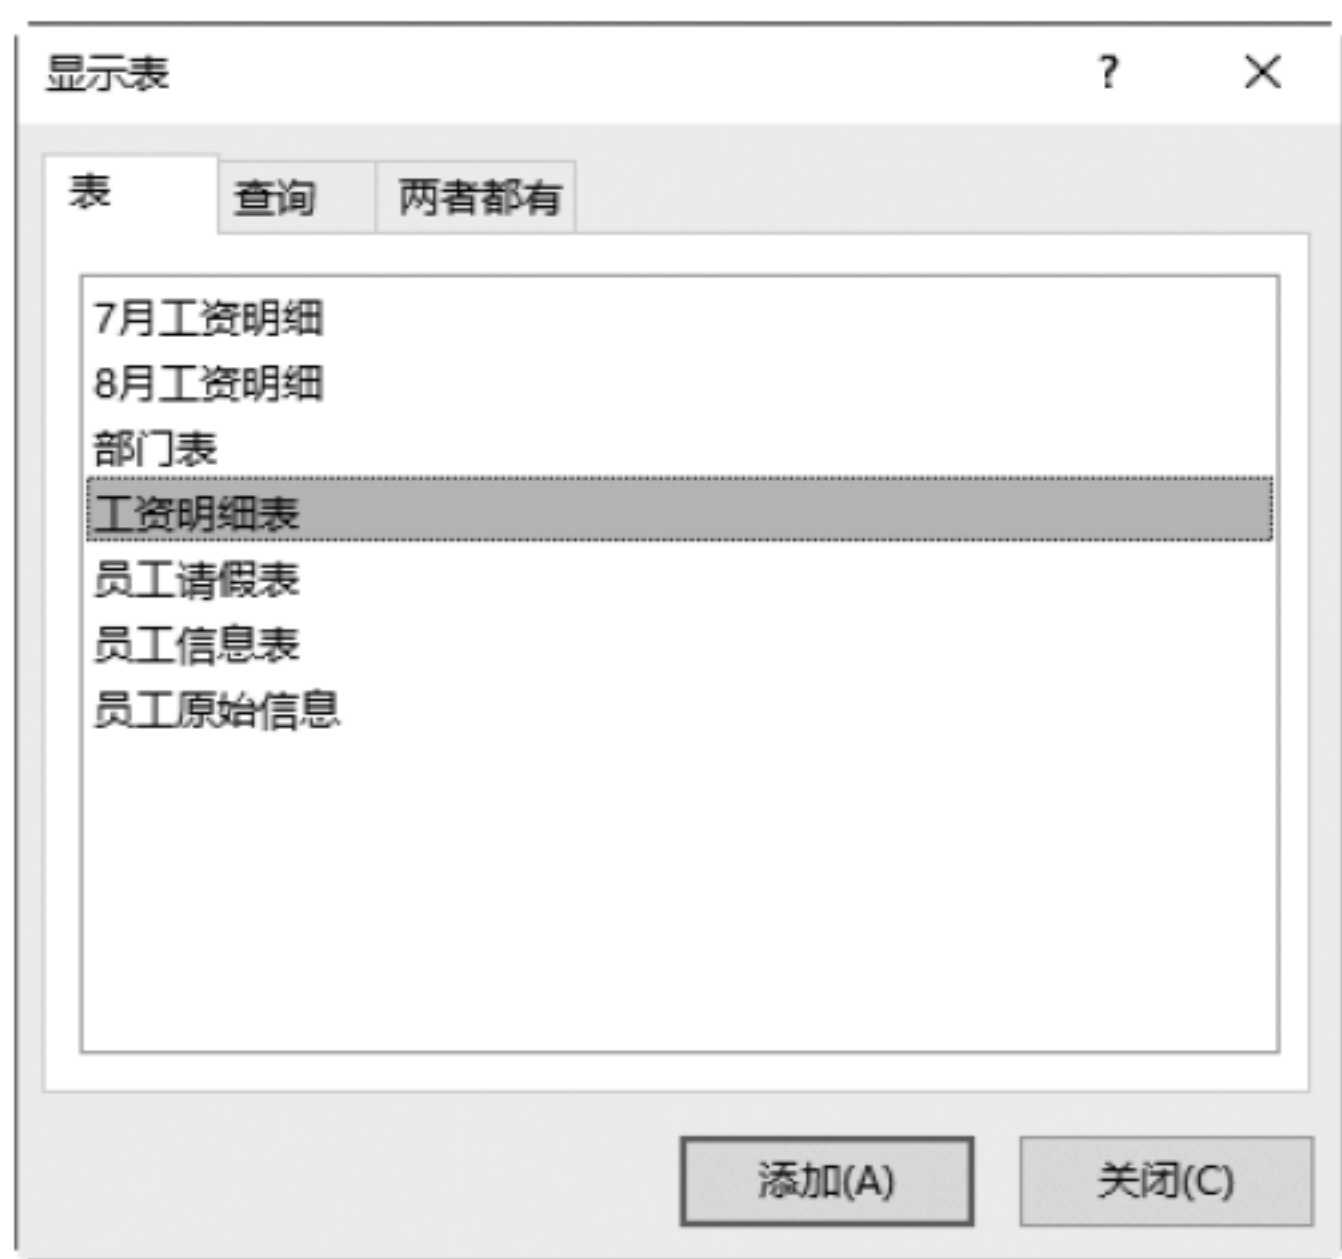 显示表 ?
表 查询 两者都有
7月工资明细
8月工资明细
部门表
工资明细表
员工请假表
员工信息表
员工原始信息
添加(A) 关闭(C)